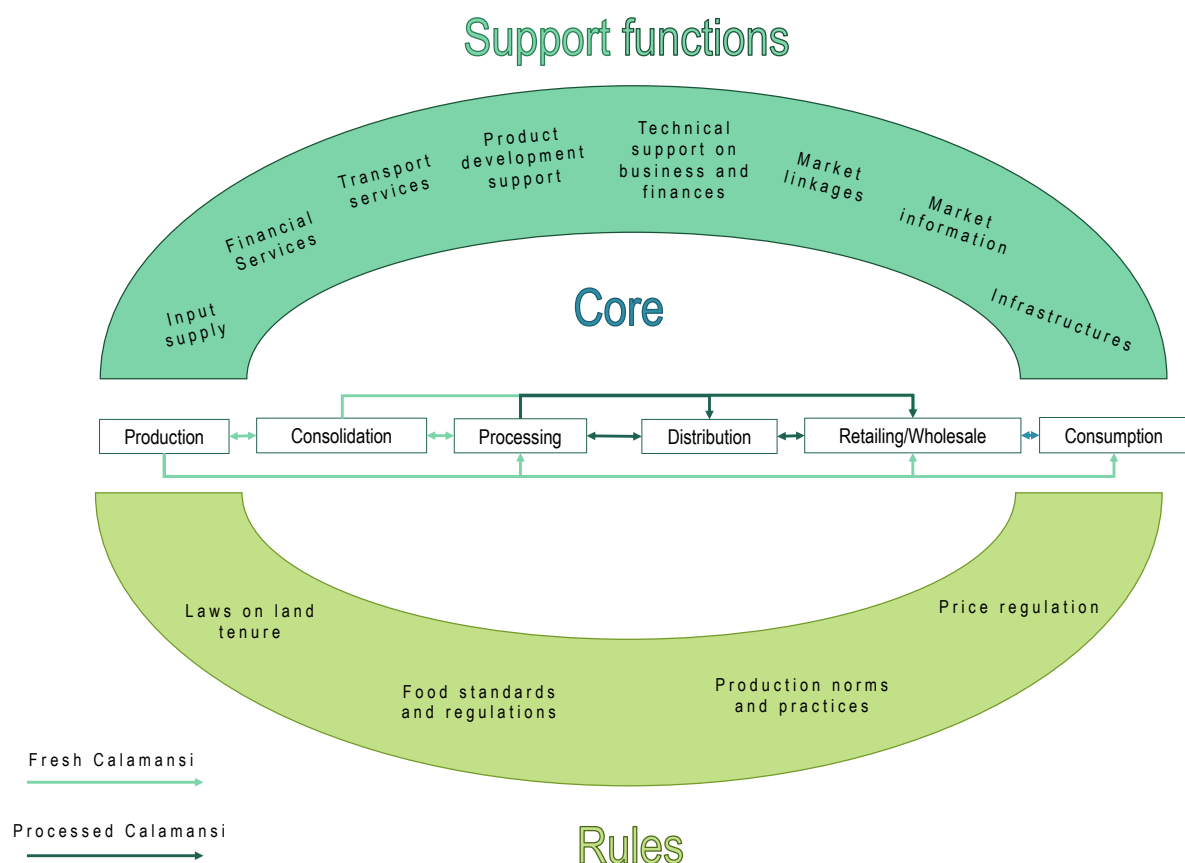 Support functions
Input
supply
Financial
Services
Transport
services
Product
development
support
Technical
support on
business and
finances
Market
linkages
Market
information
Infrastructures
Core
Production
Consolidation
Processing
Distribution
Retailing/Wholesale
Consumption
Laws on land
tenure
Food standards
and regulations
Production norms
and practices
Price regulation
Fresh Calamansi
Processed Calamansi
Rules